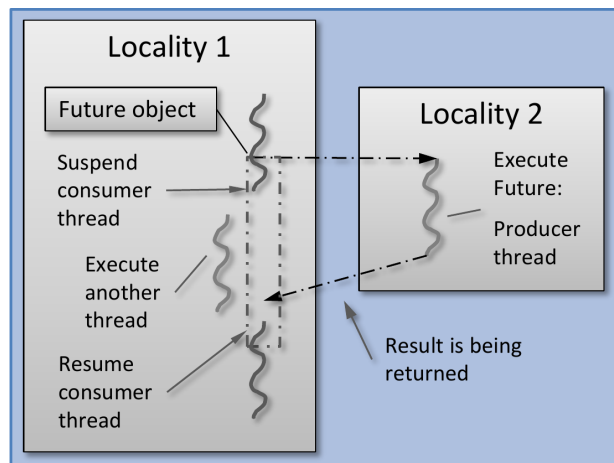 Locality 1
Future object
Suspend
consumer
thread
Execute
another
thread
Resume
consumer
thread
Locality 2
Execute
Future:
Producer
thread
Result is being
returned